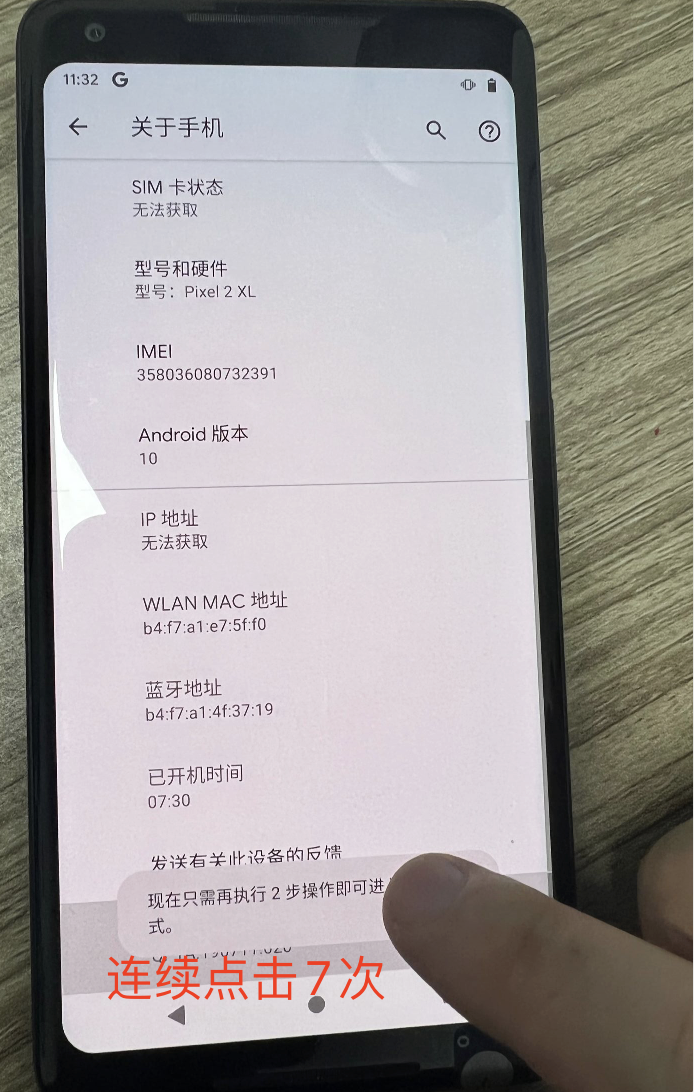 11:32 G
关于手机
SIM 卡状态
无法获取
型号和硬件
型号：Pixel 2 XL
IMEI
358036080732391
Android 版本
10
IP 地址
无法获取
WLAN MAC 地址
b4:f7:a1:e7:5f:f0
蓝牙地址
b4:f7:a1:4f:37:19
已开机时间
07:30
发送有关此设备的反馈
现在只需再执行 2 步操作即可进
式。
连续点击7次